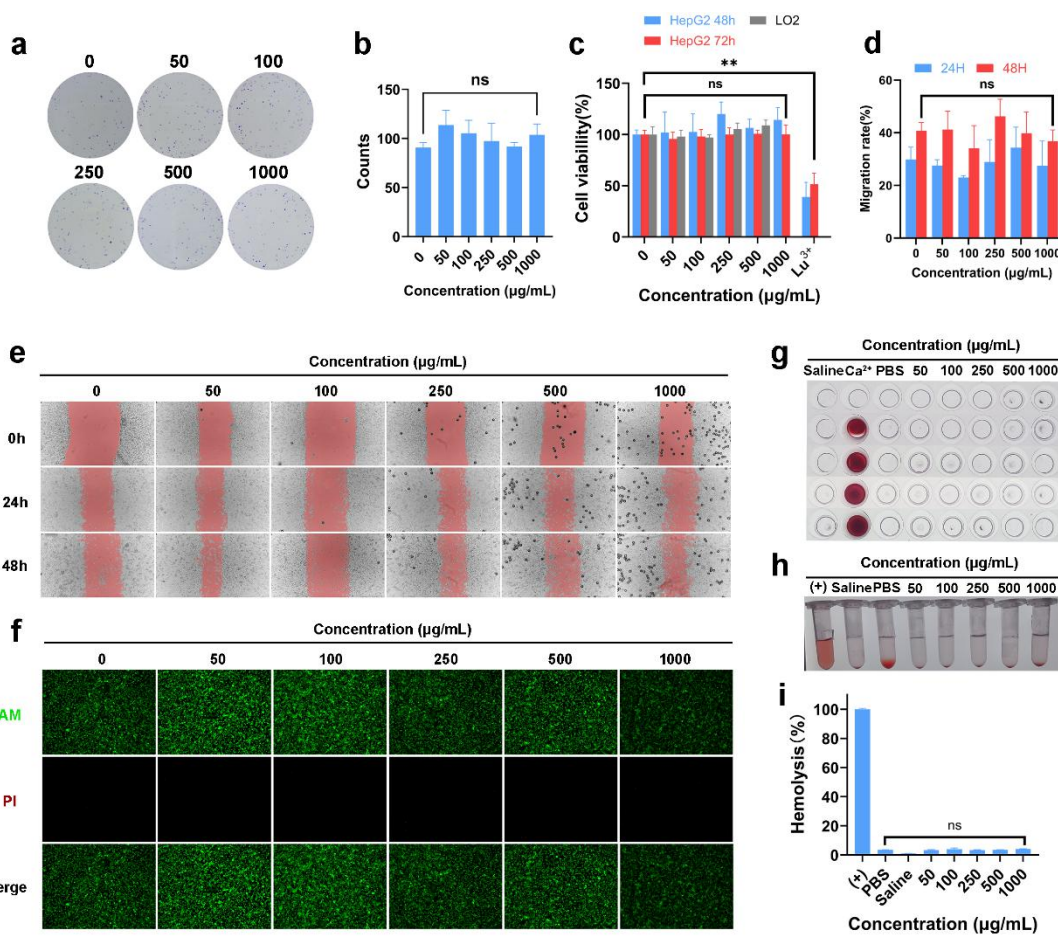 a
0 50 100
250 500 1000
b
ns
Counts
150
100
50
0
0 50 100 250 500 1000
Concentration (µg/mL)
c
HepG2 48h LO2
HepG2 72h
**
ns
Cell viabillity(%)
150
100
50
0
0 50 100 250 500 1000 Lu³⁺
Concentration (µg/mL)
d
24H 48H
ns
Migration rate(%)
60
40
20
0
0 50 100 250 500 1000
Concentration (µg/mL)
e
Concentration (µg/mL)
0 50 100 250 500 1000
0h
24h
48h
f
Concentration (µg/mL)
0 50 100 250 500 1000
AM
PI
erge
g
Concentration (µg/mL)
Saline Ca²⁺ PBS 50 100 250 500 1000
h
Concentration (µg/mL)
(+) Saline PBS 50 100 250 500 1000
i
ns
Hemolysis (%)
100
80
60
40
20
0
(+) PBS Saline 50 100 250 500 1000
Concentration (µg/mL)